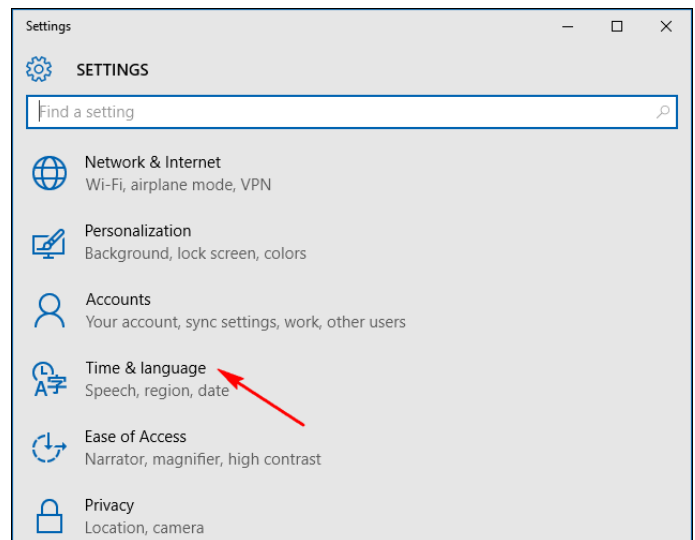 Settings
SETTINGS
Find a setting
Network & Internet
Wi-Fi, airplane mode, VPN
Personalization
Background, lock screen, colors
Accounts
Your account, sync settings, work, other users
A字
Time & language
Speech, region, date
Ease of Access
Narrator, magnifier, high contrast
Privacy
Location, camera